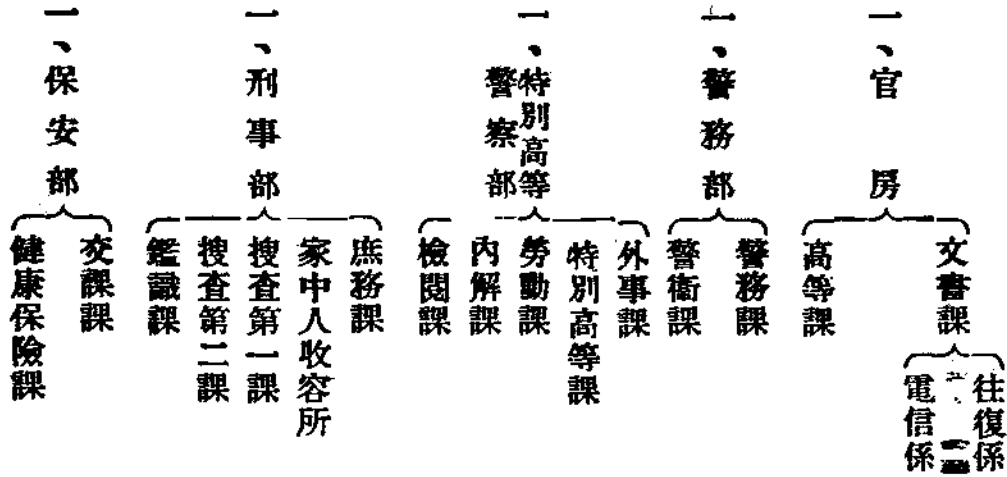 一、官房
文書課
往復係
電信係
高等課
一、警務部
警務課
警衞課
一、特別高等
警察部
外事課
特別高等課
勞動課
內解課
檢閱課
一、刑事部
庶務課
家中人收容所
搜查第一課
搜查第二課
鑑識課
一、保安部
交課課
健康保險課